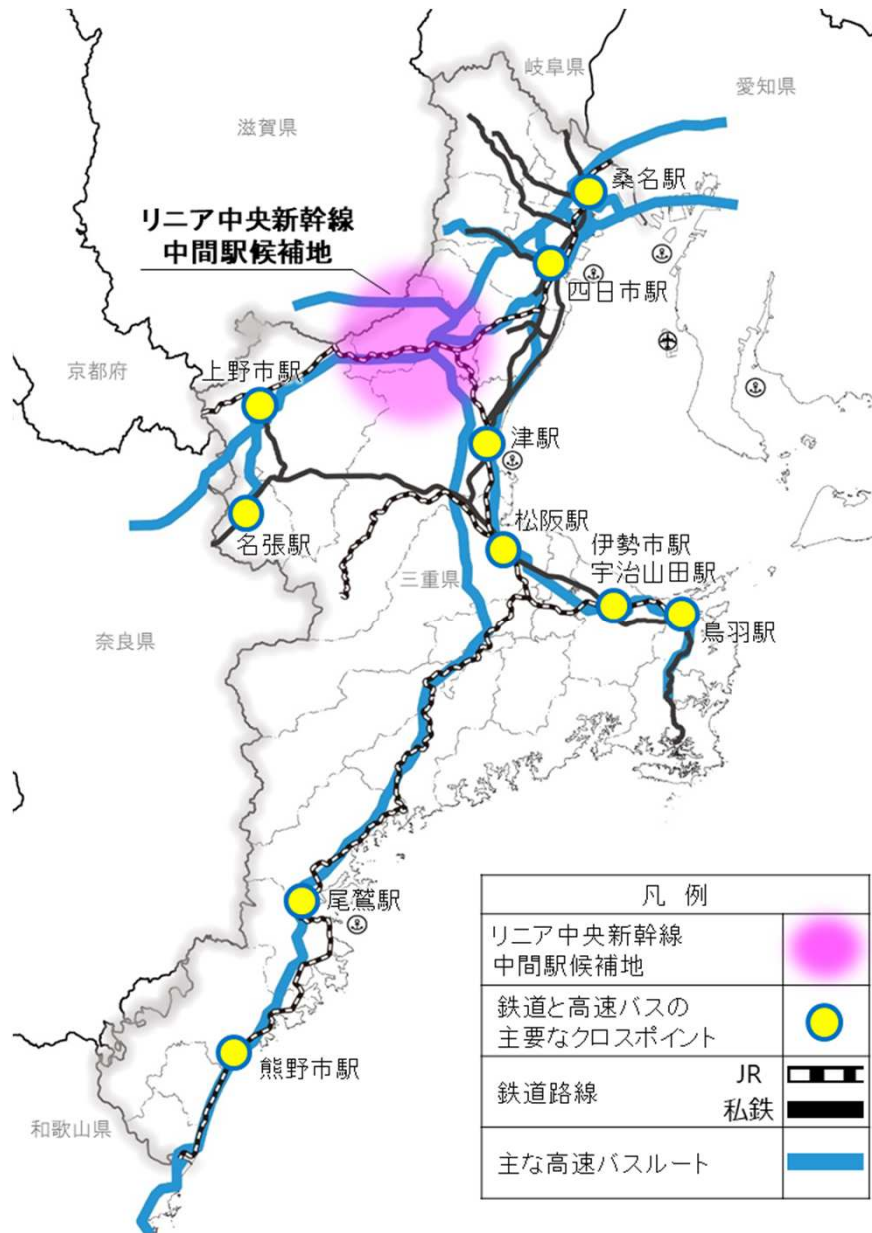 岐阜県
愛知県
滋賀県
桑名駅
リニア中央新幹線
中間駅候補地
四日市駅
京都府
上野市駅
津駅
名張駅
松阪駅
伊勢市駅
宇治山田駅
三重県
鳥羽駅
奈良県
尾鷲駅
熊野市駅
和歌山県
凡 例
リニア中央新幹線
中間駅候補地
鉄道と高速バスの
主要なクロスポイント
鉄道路線
JR
私鉄
主な高速バスルート